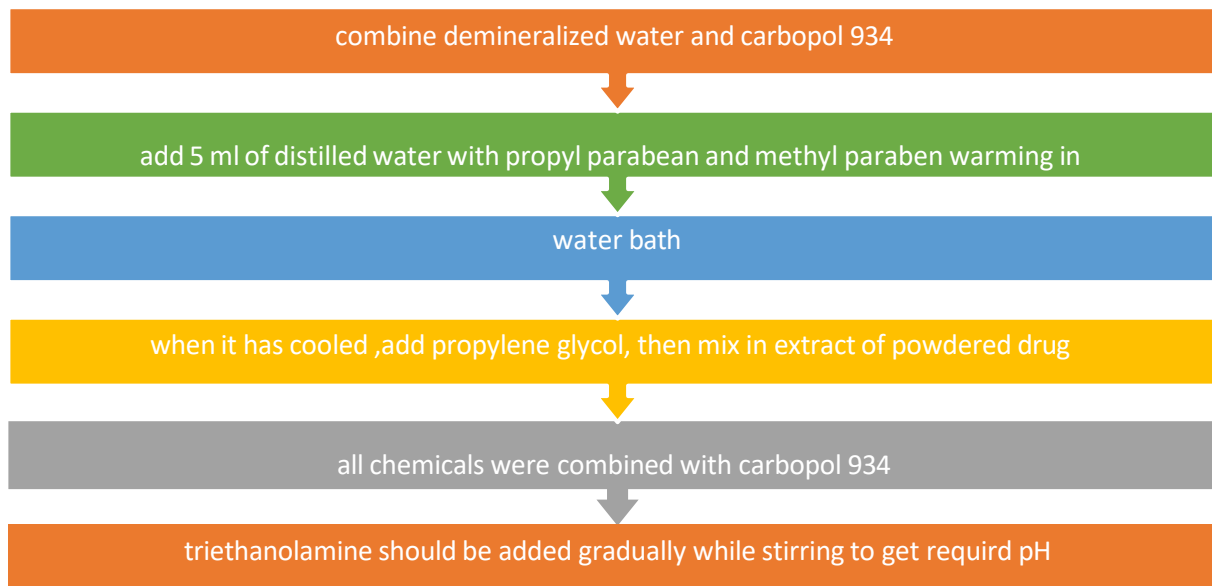 combine demineralized water and carbopol 934
add 5 ml of distilled water with propyl parabean and methyl paraben warming in
water bath
when it has cooled ,add propylene glycol, then mix in extract of powdered drug
all chemicals were combined with carbopol 934
triethanolamine should be added gradually while stirring to get requird pH